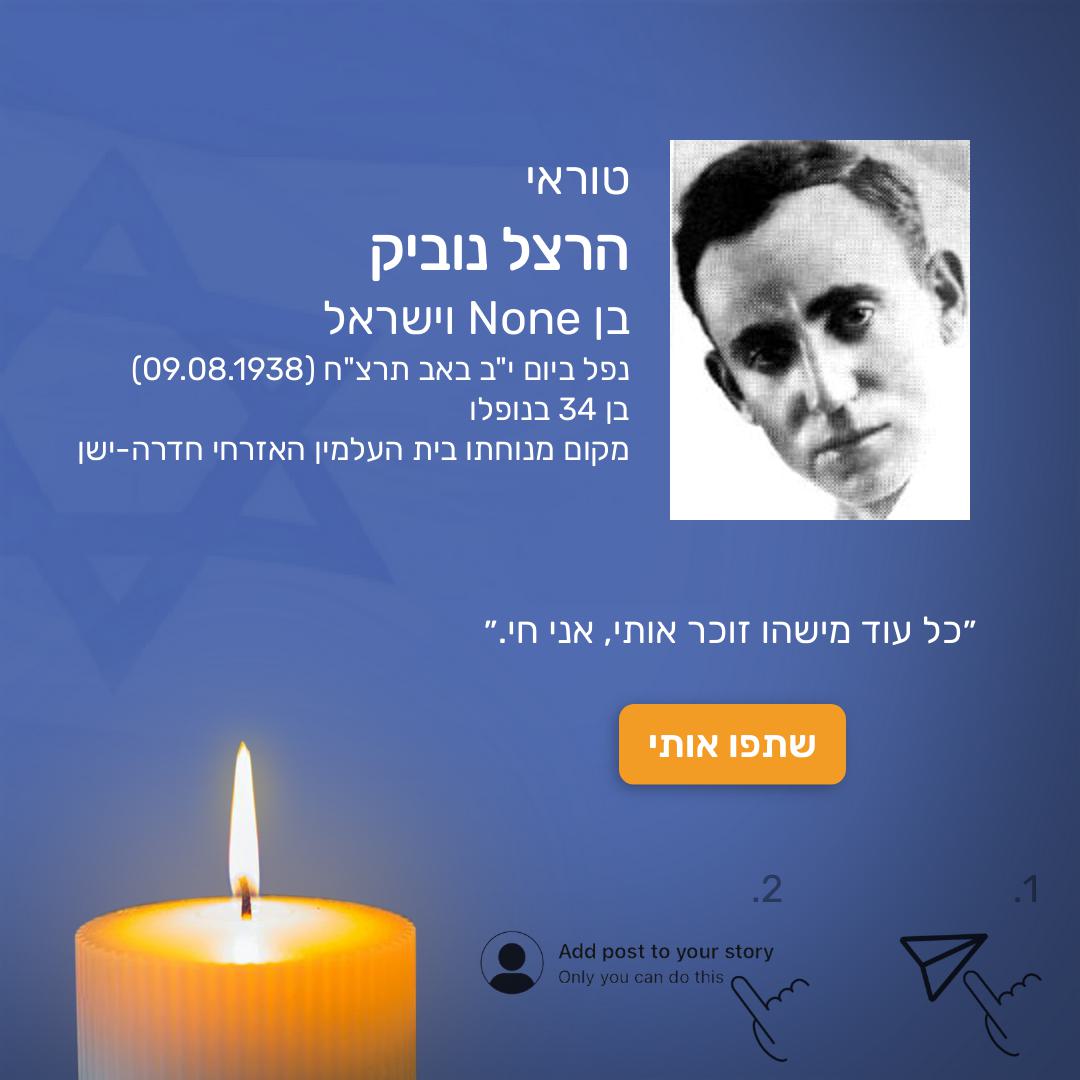 טוראי
הרצל נוביק
בן None וישראל
נפל ביום י"ב באב תרצ"ח (09.08.1938)
בן 34 בנופלו
מקום מנוחתו בית העלמין האזרחי חדרה-ישן
״כל עוד מישהו זוכר אותי, אני חי.״
שתפו אותי
.1
.2
Add post to your story
Only you can do this